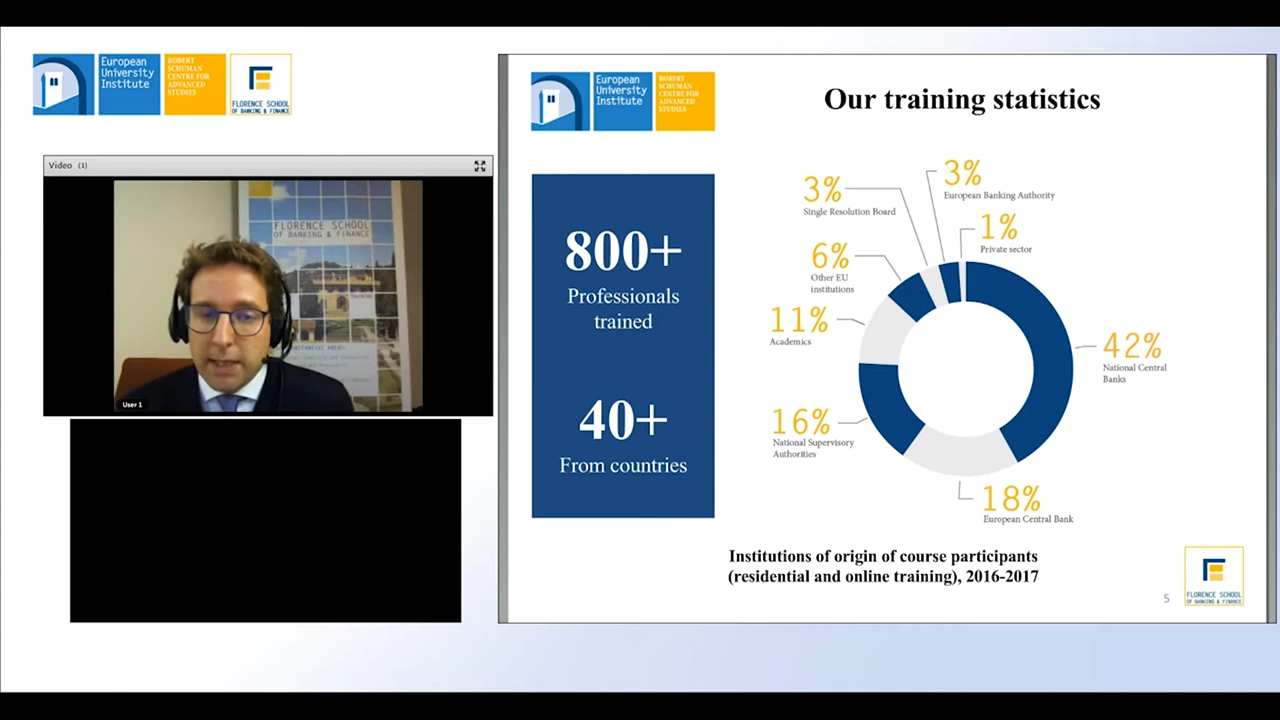 European
University
Institute
ROBERT
SCHUMAN
CENTRE FOR
ADVANCED
STUDIES
FLORENCE SCHOOL
OF BANKING & FINANCE
Video (1)
FLORENCE SCHOOL
OF BANKING & FINANCE
User 1
European
University
Institute
ROBERT
SCHUMAN
CENTRE FOR
ADVANCED
STUDIES
Our training statistics
800+
Professionals
trained
40+
From countries
3%
European Banking Authority
3%
Single Resolution Board
1%
Private sector
6%
Other EU
institutions
11%
Academics
42%
National Central
Banks
16%
National Supervisory
Authorities
18%
European Central Bank
Institutions of origin of course participants
(residential and online training), 2016-2017
5
FLORENCE SCHOOL
OF BANKING & FINANCE